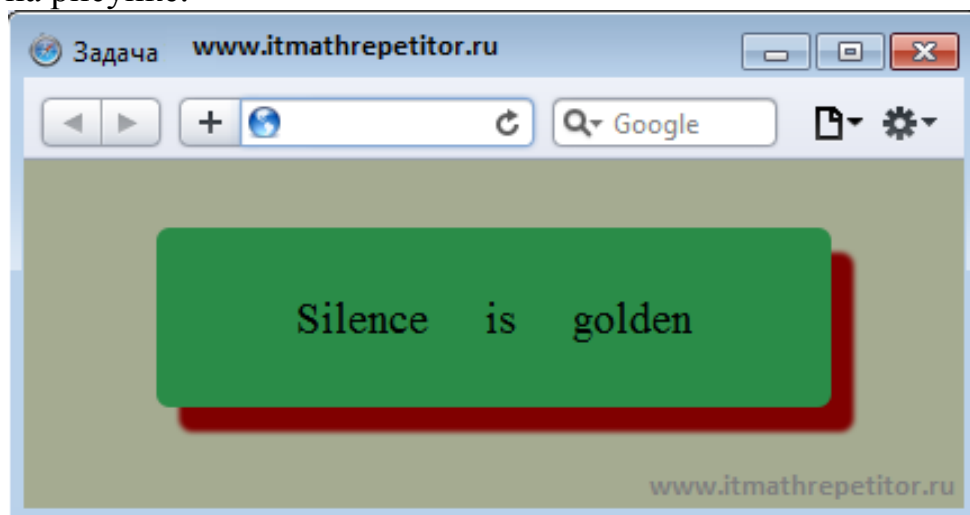 на рисунке.
Задача www.itmathrepetitor.ru
Google
Silence is golden
www.itmathrepetitor.ru